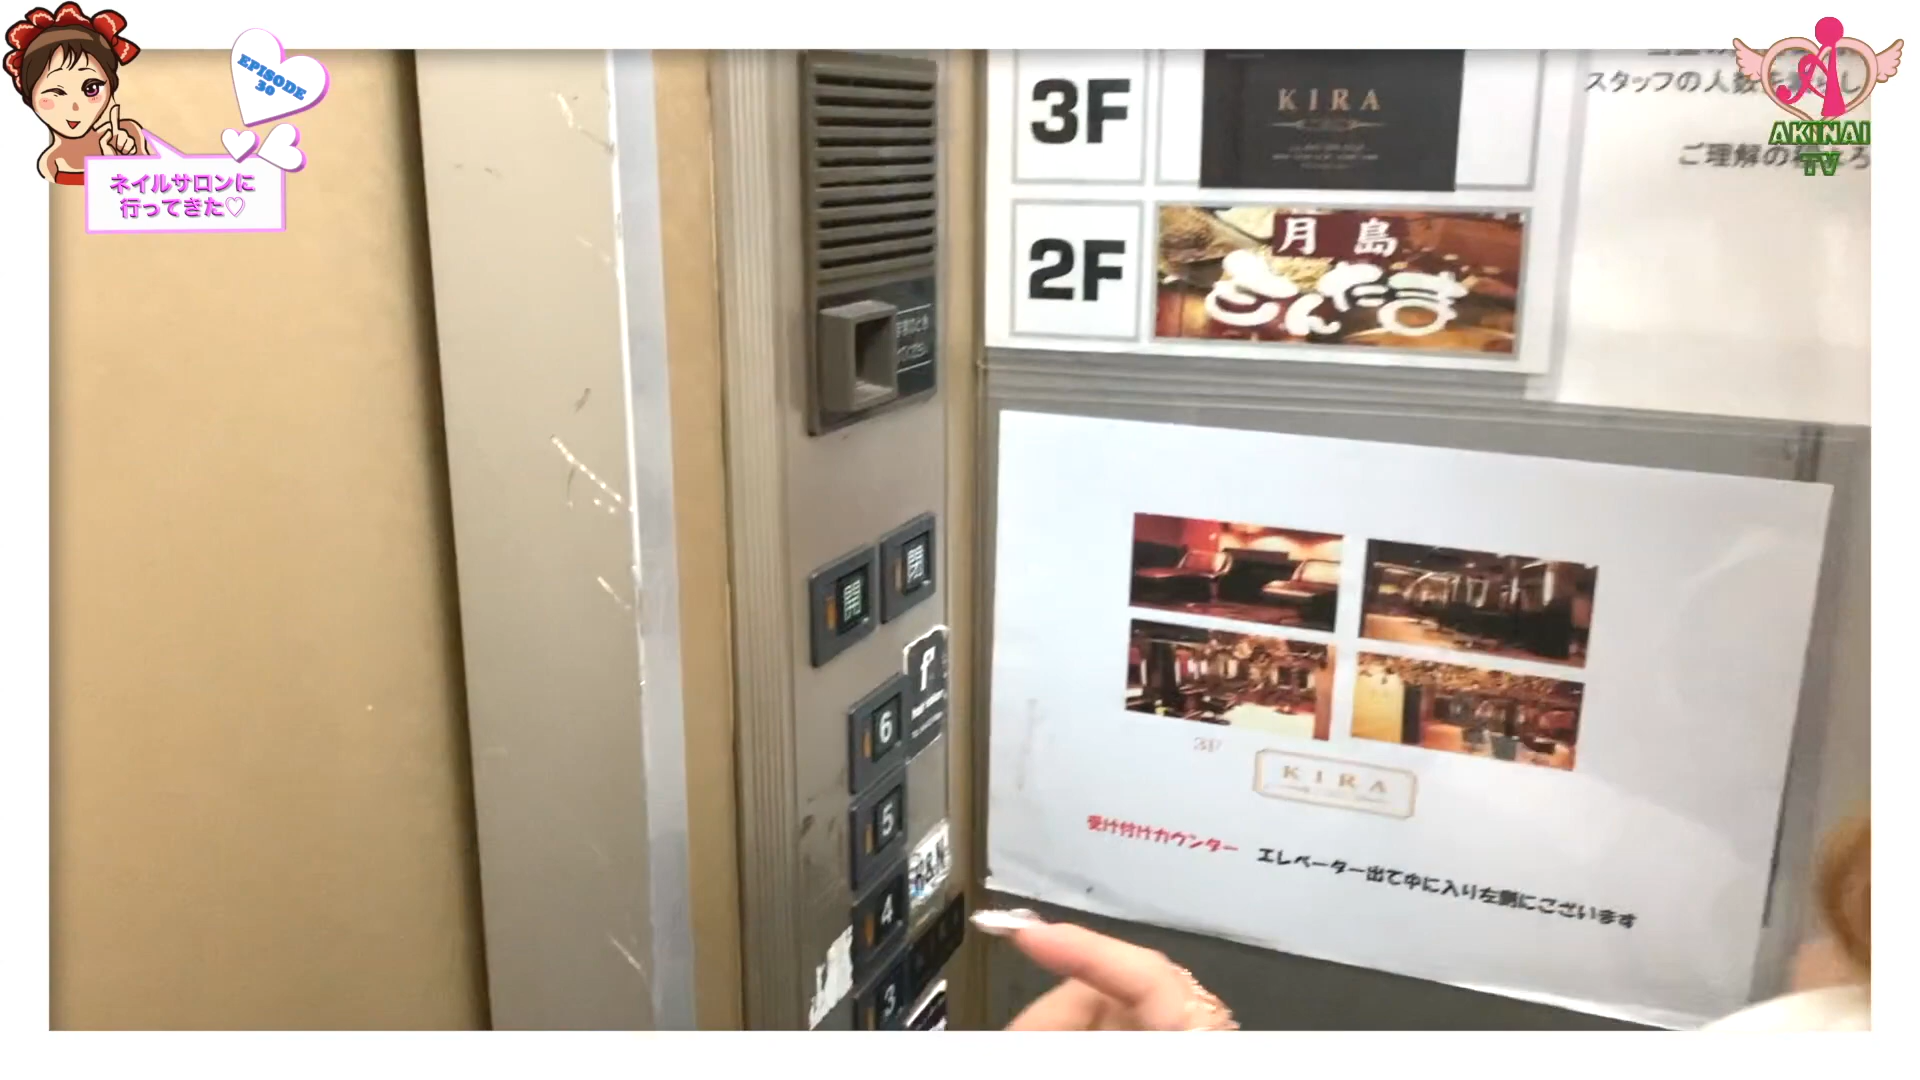 EPISODE
30
ネイルサロンに
行ってきた♡
AKINAI
TV
スタッフの人数を
ご理解の
3F
KIRA
2F
月島
こんたま
開
閉
6
5
4
3
3F
KIRA
受け付けカウンター エレベーター出て中に入り左側にございます